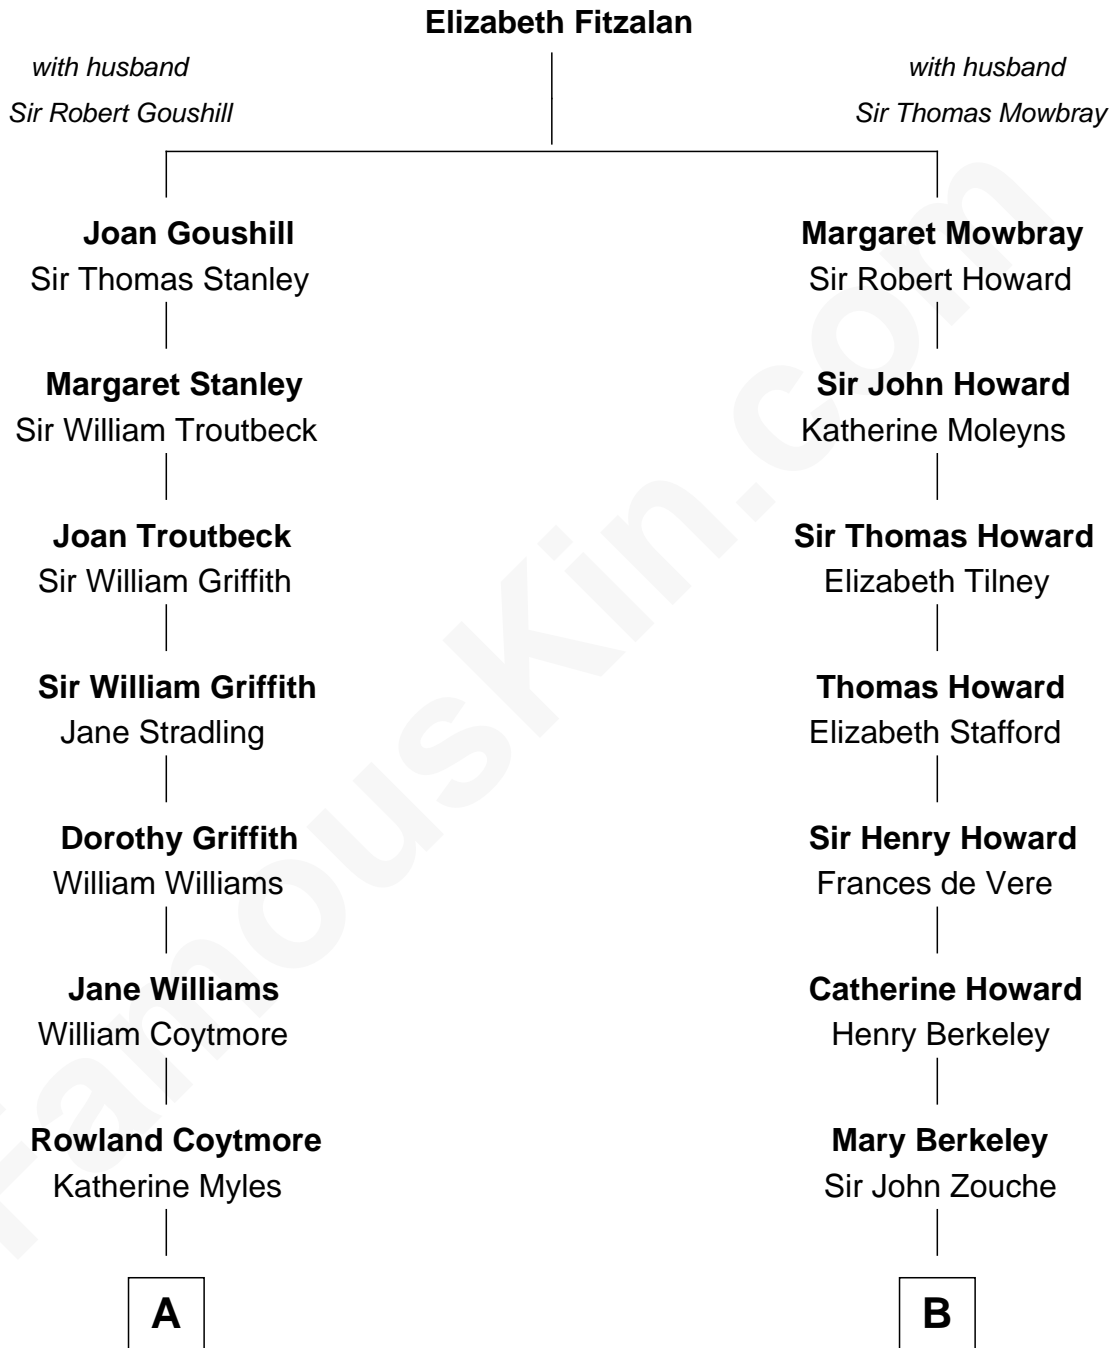 Elizabeth Fitzalan
with husband
Sir Robert Goushill
with husband
Sir Thomas Mowbray
Joan Goushill
Sir Thomas Stanley
Margaret Mowbray
Sir Robert Howard
Margaret Stanley
Sir William Troutbeck
Sir John Howard
Katherine Moleyns
Joan Troutbeck
Sir William Griffith
Sir Thomas Howard
Elizabeth Tilney
Sir William Griffith
Jane Stradling
Thomas Howard
Elizabeth Stafford
Dorothy Griffith
William Williams
Sir Henry Howard
Frances de Vere
Jane Williams
William Coytmore
Catherine Howard
Henry Berkeley
Rowland Coytmore
Katherine Myles
Mary Berkeley
Sir John Zouche
A
B
FamousKin.com